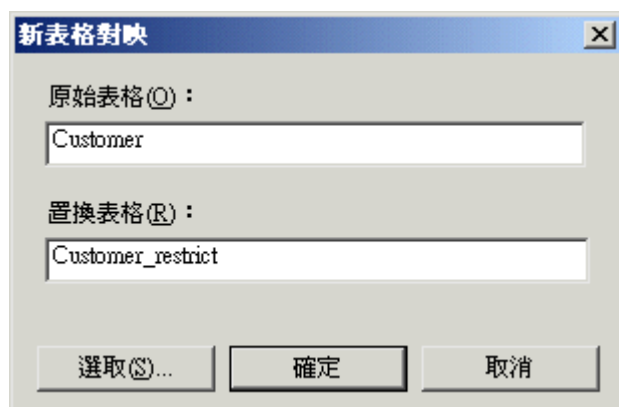 新表格對映
原始表格(O)：
Customer
置換表格(R)：
Customer_restrict
選取(S)... 確定 取消